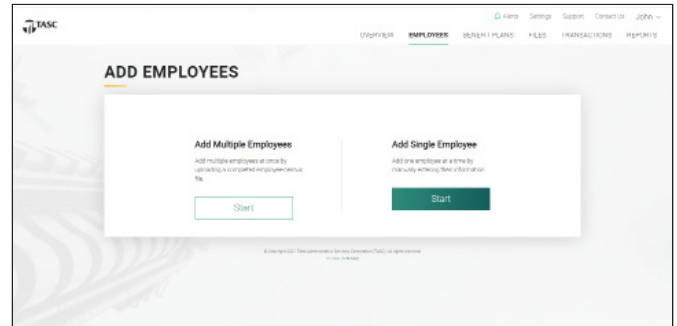 TASC
Alerts Settings Support Contact Us John
OVERVIEW EMPLOYEES BENEFIT PLANS FILES TRANSACTIONS REPORTS
ADD EMPLOYEES
Add Multiple Employees
Add multiple employees at once by
uploading a completed employee census
file.
Start
Add Single Employee
Add one employee at a time by
manually entering their information.
Start